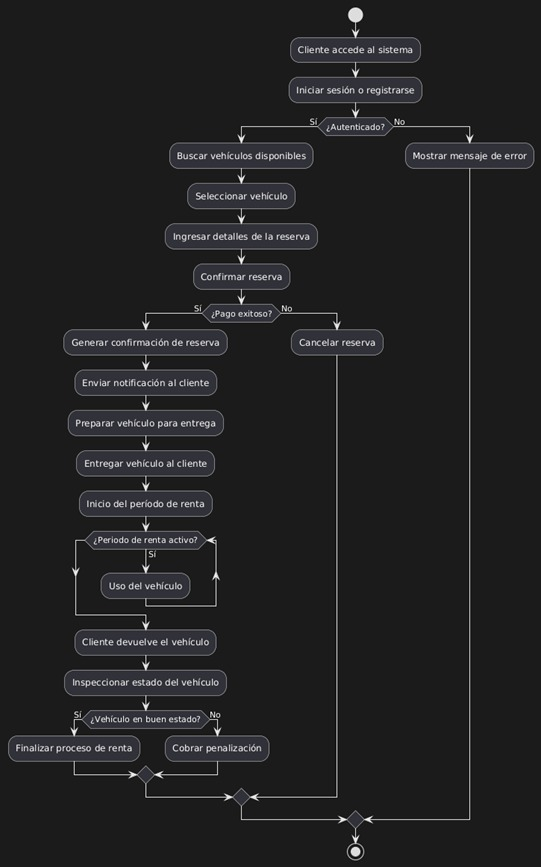 Cliente accede al sistema
Iniciar sesión o registrarse
Sí
¿Autenticado?
No
Buscar vehículos disponibles
Mostrar mensaje de error
Seleccionar vehículo
Ingresar detalles de la reserva
Confirmar reserva
Sí
¿Pago exitoso?
No
Generar confirmación de reserva
Cancelar reserva
Enviar notificación al cliente
Preparar vehículo para entrega
Entregar vehículo al cliente
Inicio del período de renta
¿Periodo de renta activo?
Sí
Uso del vehículo
Cliente devuelve el vehículo
Inspeccionar estado del vehículo
Sí
¿Vehículo en buen estado?
No
Finalizar proceso de renta
Cobrar penalización